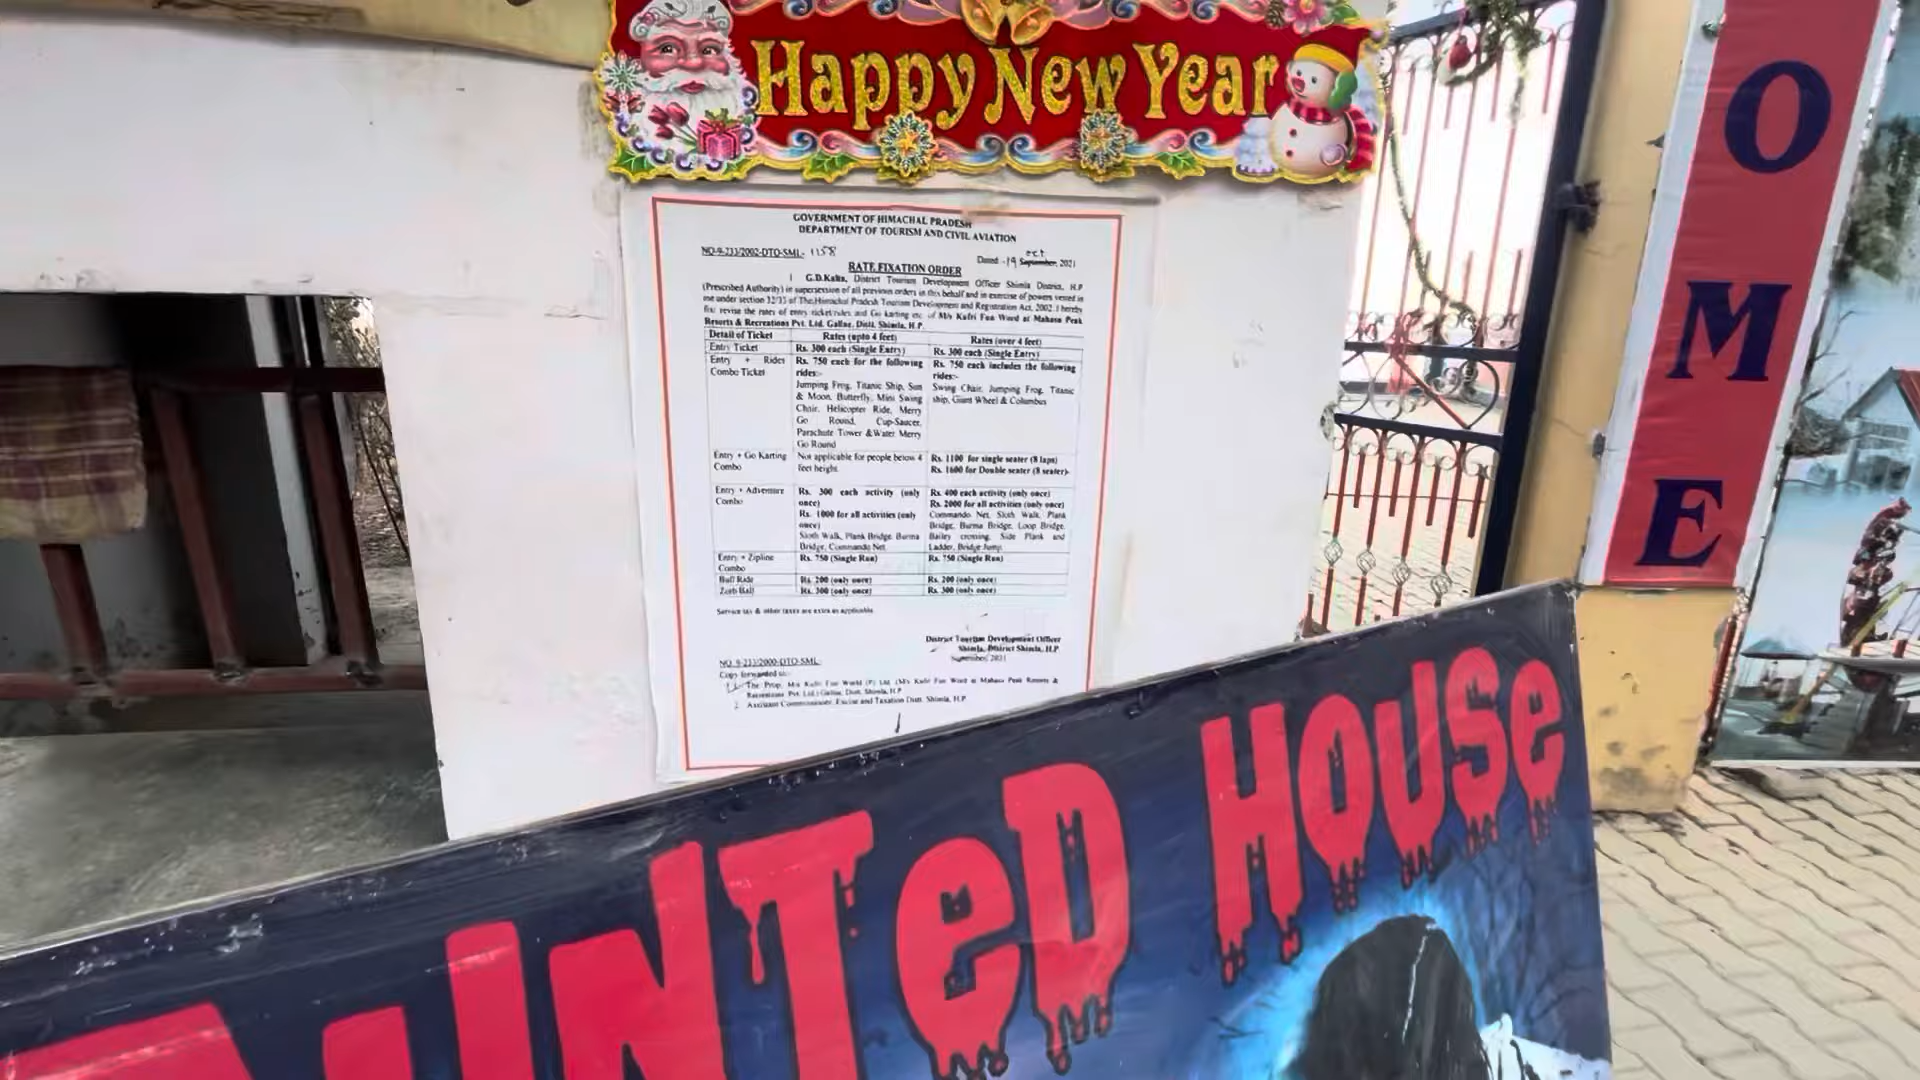 Happy New Year
GOVERNMENT OF HIMACHAL PRADESH
DEPARTMENT OF TOURISM AND CIVIL AVIATION
NO-9-233/2002-DTO-SML- 1158
oct
Dated -19 September, 2021
RATE FIXATION ORDER
I G.D.Kalta, District Tourism Development Officer Shimla District, H.P
(Prescribed Authority) in supersession of all previous orders in this behalf and in exercise of powers vested in
me under section 32/33 of The Himachal Pradesh Tourism Development and Registration Act, 2002. I hereby
fix/ revise the rates of entry ticket/rides and Go karting etc. of M/s Kufri Fun Word at Mahasu Peak
Resorts & Recreations Pvt. Ltd. Gallue, Distt. Shimla, H.P.
Detail of Ticket Rates (upto 4 feet) Rates (over 4 feet)
Entry Ticket Rs. 300 each (Single Entry) Rs. 300 each (Single Entry)
Entry + Rides Rs. 750 each for the following Rs. 750 each includes the following
Combo Ticket rides:- rides:-
Jumping Frog, Titanic Ship, Sun Swing Chair, Jumping Frog, Titanic
& Moon, Butterfly, Mini Swing ship, Giant Wheel & Columbus
Chair, Helicopter Ride, Merry
Go Round, Cup-Saucer,
Parachute Tower &Water Merry
Go Round
Entry + Go Karting Not applicable for people below 4 Rs. 1100 for single seater (8 laps)
Combo feet height. Rs. 1600 for Double seater (8 seater)-
Entry + Adventure Rs. 300 each activity (only Rs. 400 each activity (only once)
Combo once) Rs. 2000 for all activities (only once)
Rs. 1000 for all activities (only Commando Net, Sloth Walk, Plank
once) Bridge, Burma Bridge, Loop Bridge,
Sloth Walk, Plank Bridge, Burma Bailey crossing, Side Plank and
Bridge, Commando Net Ladder, Bridge Jump
Entry + Zipline Rs. 750 (Single Run) Rs. 750 (Single Run)
Combo
Bull Ride Rs. 200 (only once) Rs. 200 (only once)
Zorb Ball Rs. 300 (only once) Rs. 300 (only once)
Service tax & other taxes are extra as applicable
District Tourism Development Officer
Shimla, District Shimla, H.P
September, 2021
NO. 9-233/2000-DTO-SML-
Copy forwarded to:-
1. The Prop. M/s Kufri Fun World (P) Ltd. (M/s Kufri Fun Word at Mahasu Peak Resorts &
Recreations Pvt. Ltd.) Gallue, Distt. Shimla, H.P
2. Assistant Commissioner, Excise and Taxation Distt. Shimla, H.P
OME
UNTeD HOUSe